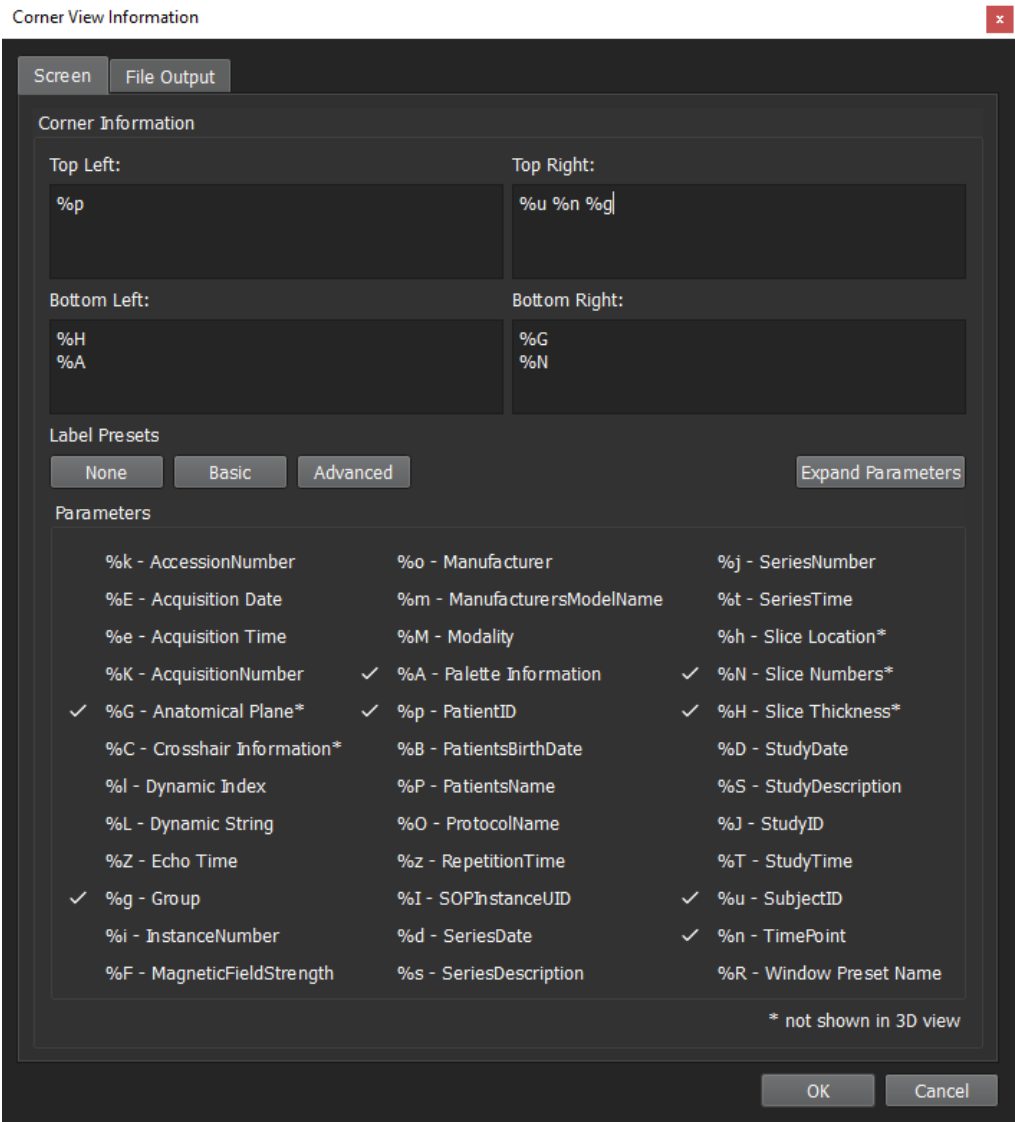 Corner View Information
x
Screen File Output
Corner Information
Top Left: Top Right:
%p %u %n %g
Bottom Left: Bottom Right:
%H %G
%A %N
Label Presets
None Basic Advanced Expand Parameters
Parameters
%k - AccessionNumber %o - Manufacturer %j - SeriesNumber
%E - Acquisition Date %m - ManufacturersModelName %t - SeriesTime
%e - Acquisition Time %M - Modality %h - Slice Location*
%K - AcquisitionNumber %A - Palette Information %N - Slice Numbers*
%G - Anatomical Plane* %p - PatientID %H - Slice Thickness*
%C - Crosshair Information* %B - PatientsBirthDate %D - StudyDate
%l - Dynamic Index %P - PatientsName %S - StudyDescription
%L - Dynamic String %O - ProtocolName %J - StudyID
%Z - Echo Time %z - RepetitionTime %T - StudyTime
%g - Group %I - SOPInstanceUID %u - SubjectID
%i - InstanceNumber %d - SeriesDate %n - TimePoint
%F - MagneticFieldStrength %s - SeriesDescription %R - Window Preset Name
* not shown in 3D view
OK Cancel